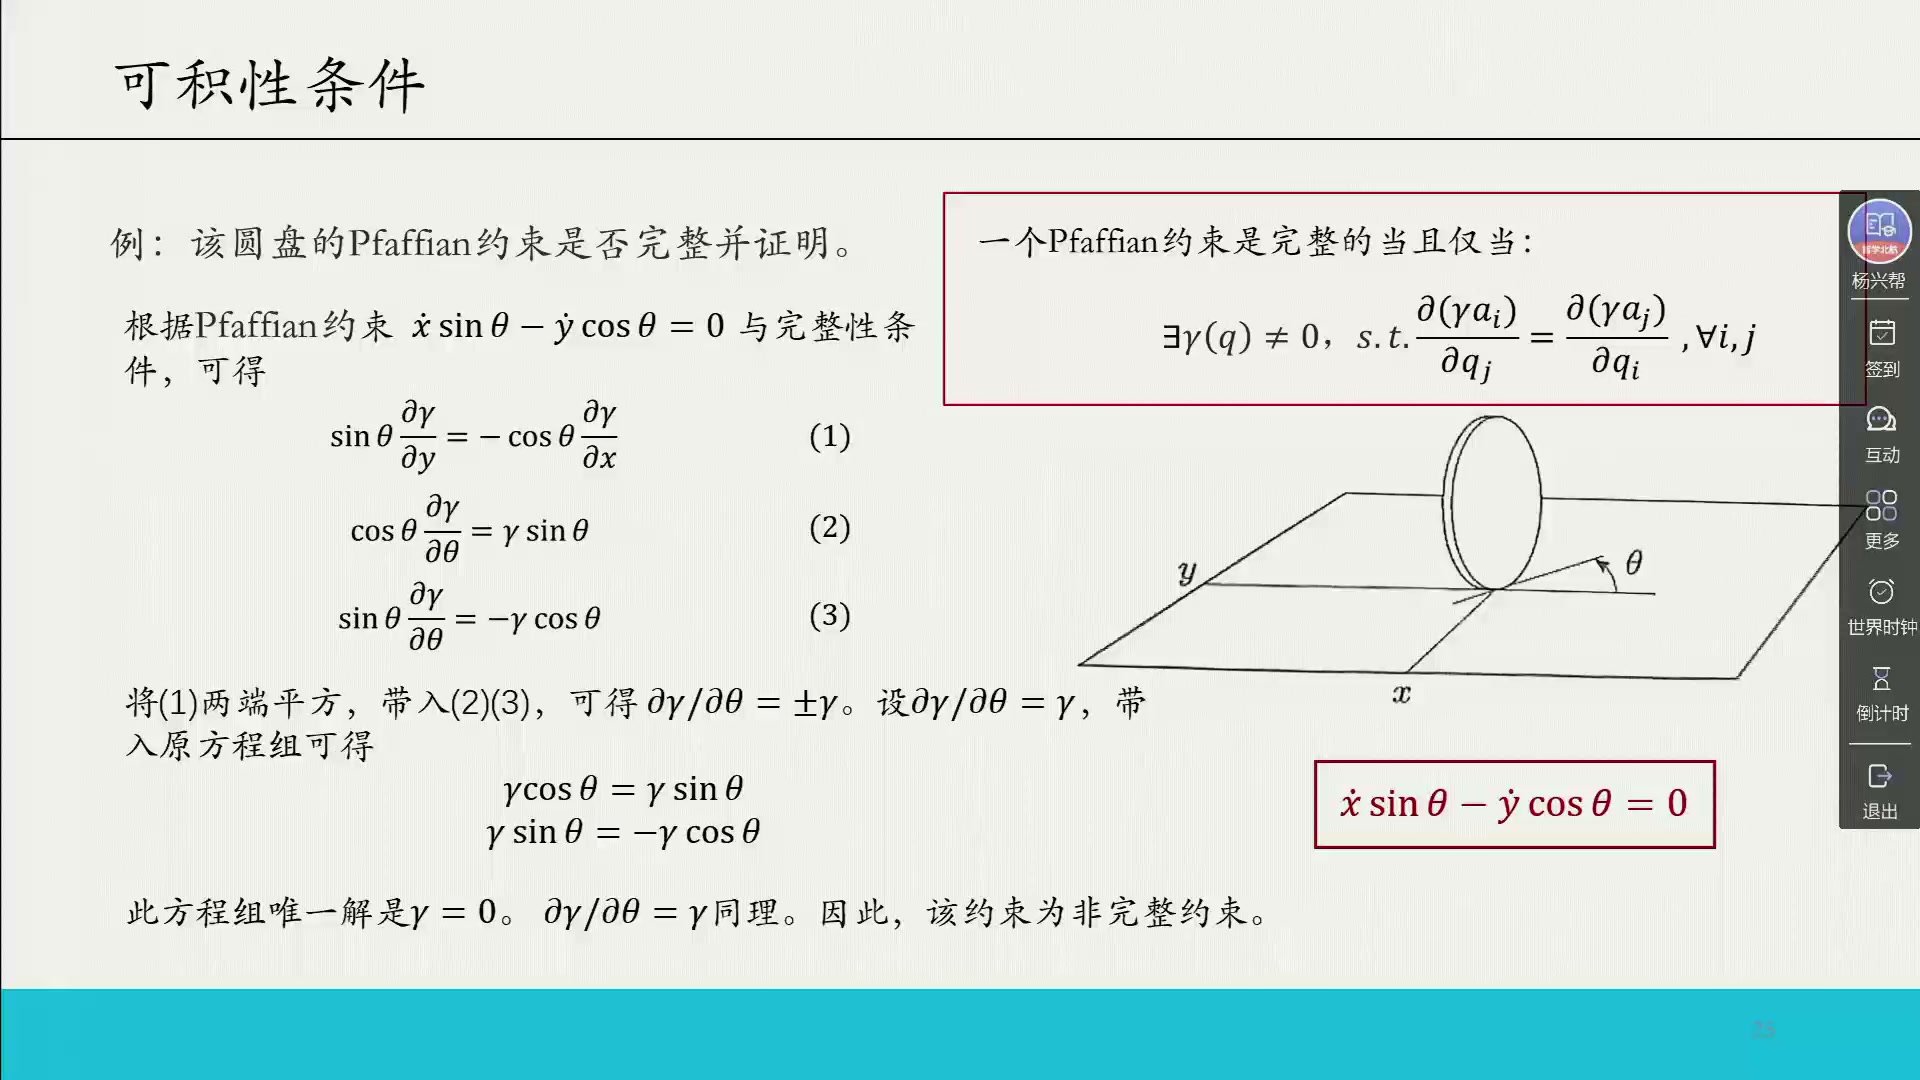 可积性条件
例：该圆盘的Pfaffian约束是否完整并证明。
根据Pfaffian约束 ẋ sin θ − ẏ cos θ = 0 与完整性条
件，可得
sin θ ∂γ/∂y = − cos θ ∂γ/∂x (1)
cos θ ∂γ/∂θ = γ sin θ (2)
sin θ ∂γ/∂θ = −γ cos θ (3)
将(1)两端平方，带入(2)(3)，可得 ∂γ/∂θ = ±γ。设∂γ/∂θ = γ，带
入原方程组可得
γcos θ = γ sin θ
γ sin θ = −γ cos θ
此方程组唯一解是γ = 0。 ∂γ/∂θ = γ同理。因此，该约束为非完整约束。
一个Pfaffian约束是完整的当且仅当：
∃γ(q) ≠ 0，s.t. ∂(γaᵢ)/∂qⱼ = ∂(γaⱼ)/∂qᵢ , ∀i, j
y
θ
x
ẋ sin θ − ẏ cos θ = 0
杨兴帮
签到
互动
更多
世界时钟
倒计时
退出
25